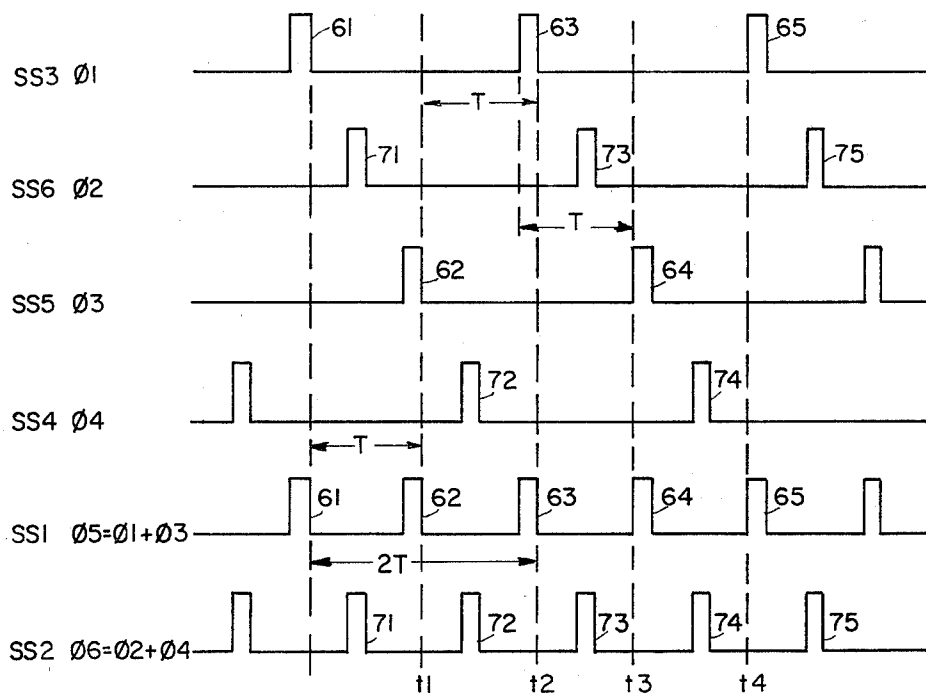 61 63 65
SS3 Ø1
T
71 73 75
SS6 Ø2
T
62 64
SS5 Ø3
72 74
SS4 Ø4
T
61 62 63 64 65
SS1 Ø5=Ø1+Ø3
2T
71 72 73 74 75
SS2 Ø6=Ø2+Ø4
t1 t2 t3 t4